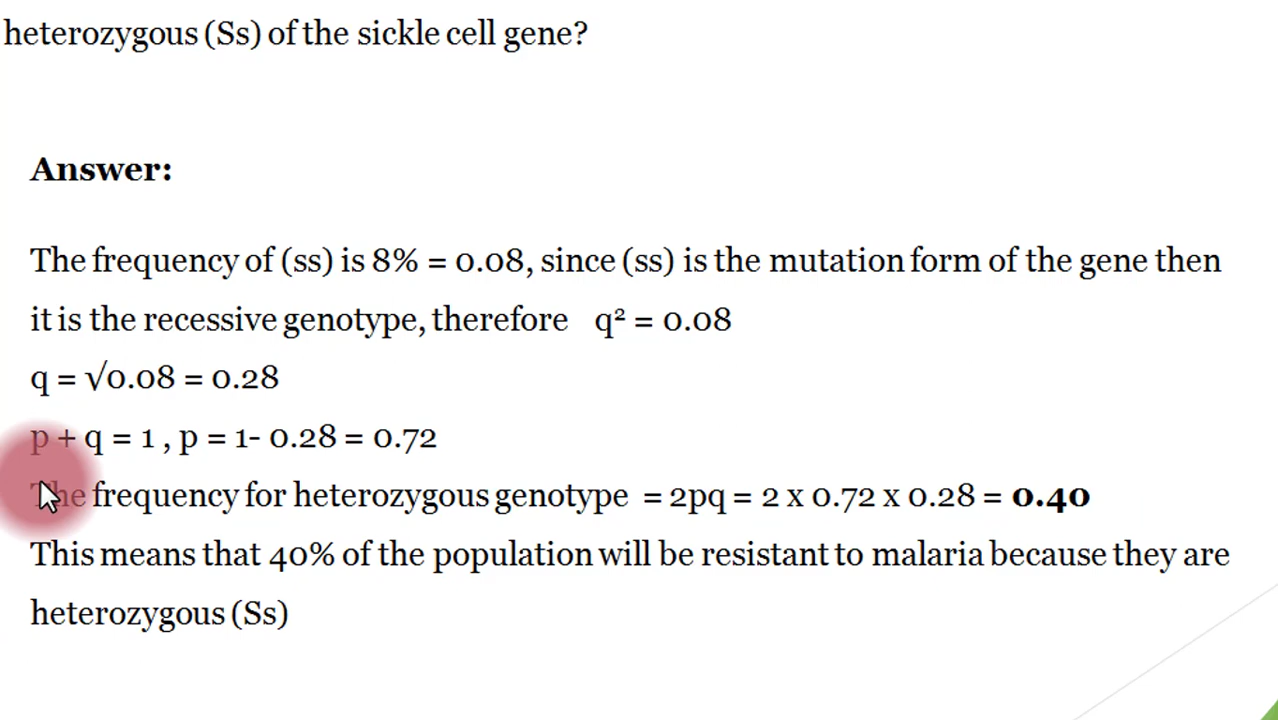 heterozygous (Ss) of the sickle cell gene?
Answer:
The frequency of (ss) is 8% = 0.08, since (ss) is the mutation form of the gene then
it is the recessive genotype, therefore q² = 0.08
q = √0.08 = 0.28
p + q = 1 , p = 1- 0.28 = 0.72
The frequency for heterozygous genotype = 2pq = 2 x 0.72 x 0.28 = 0.40
This means that 40% of the population will be resistant to malaria because they are
heterozygous (Ss)